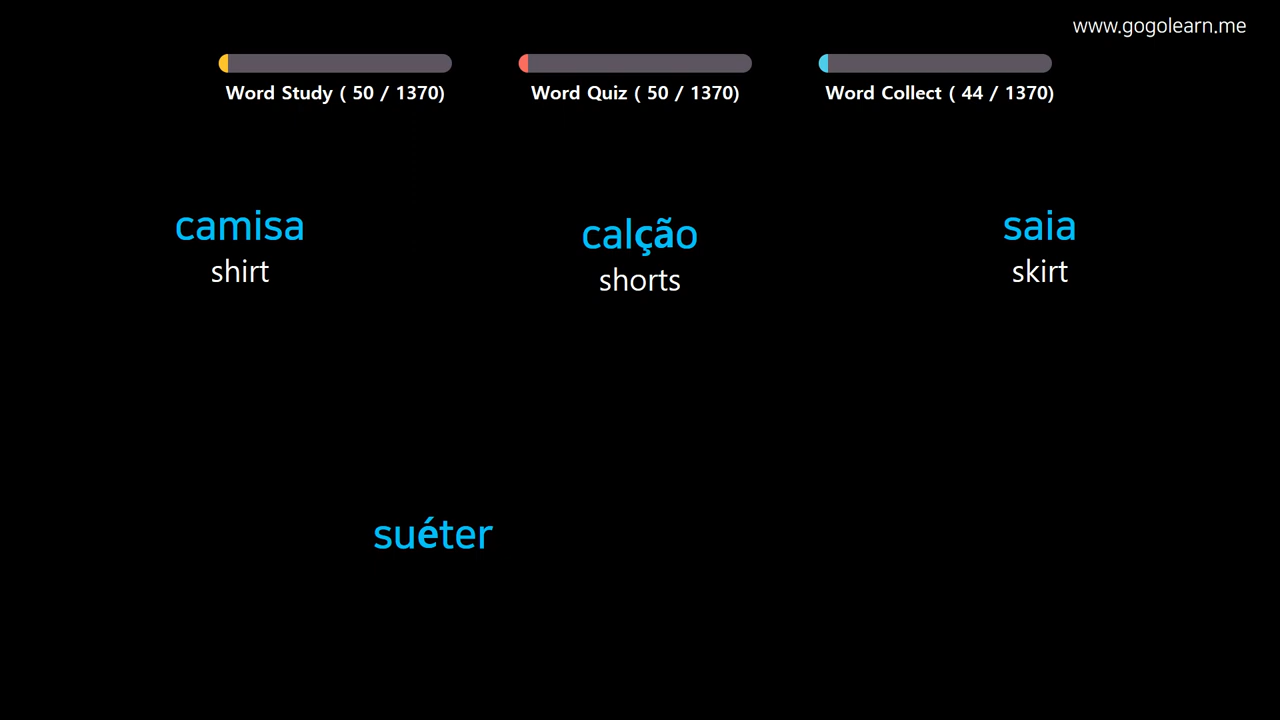 www.gogolearn.me
Word Study ( 50 / 1370)
Word Quiz ( 50 / 1370)
Word Collect ( 44 / 1370)
camisa
shirt
calção
shorts
saia
skirt
suéter